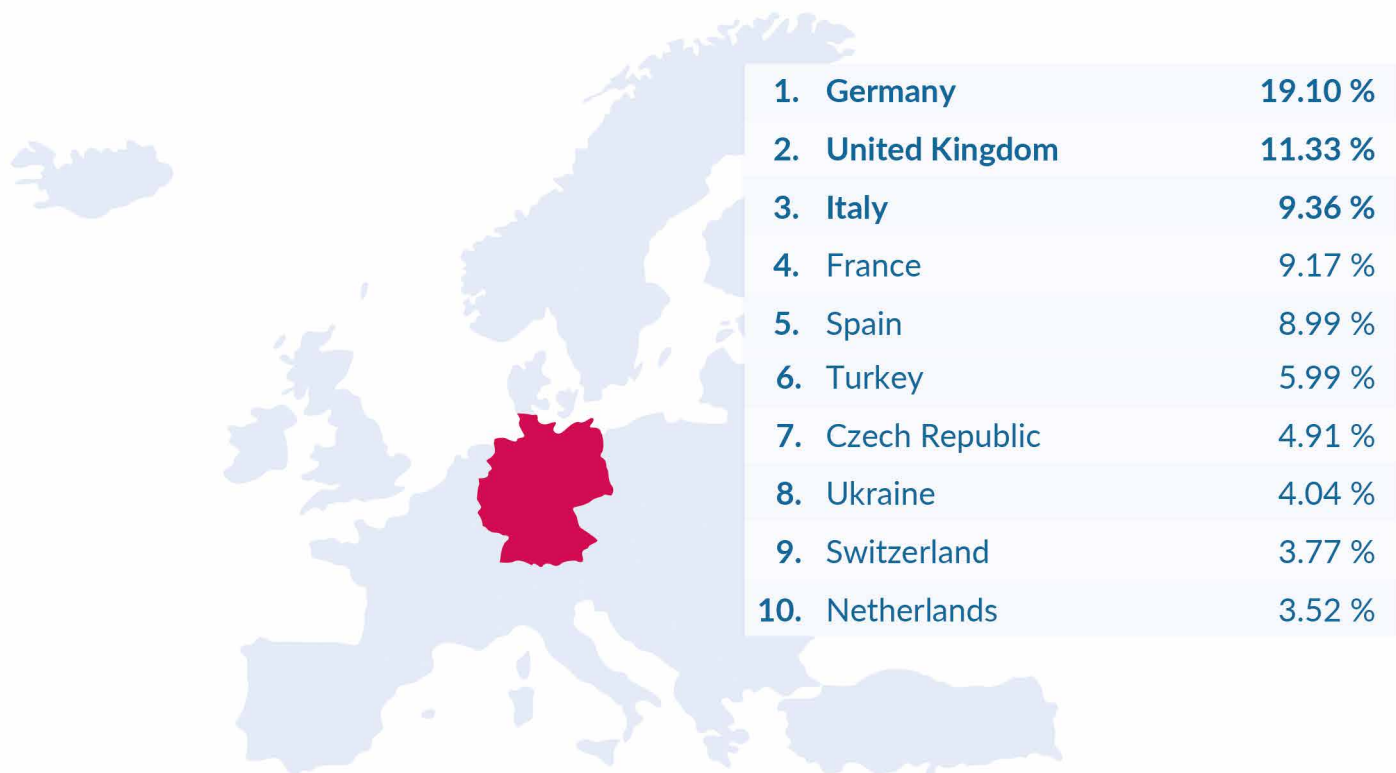 1. Germany 19.10 %
2. United Kingdom 11.33 %
3. Italy 9.36 %
4. France 9.17 %
5. Spain 8.99 %
6. Turkey 5.99 %
7. Czech Republic 4.91 %
8. Ukraine 4.04 %
9. Switzerland 3.77 %
10. Netherlands 3.52 %